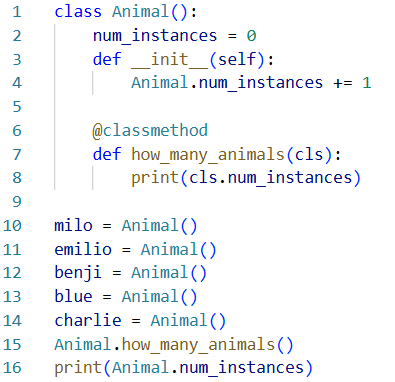 1 class Animal():
2     num_instances = 0
3     def __init__(self):
4         Animal.num_instances += 1
5
6     @classmethod
7     def how_many_animals(cls):
8         print(cls.num_instances)
9
10 milo = Animal()
11 emilio = Animal()
12 benji = Animal()
13 blue = Animal()
14 charlie = Animal()
15 Animal.how_many_animals()
16 print(Animal.num_instances)